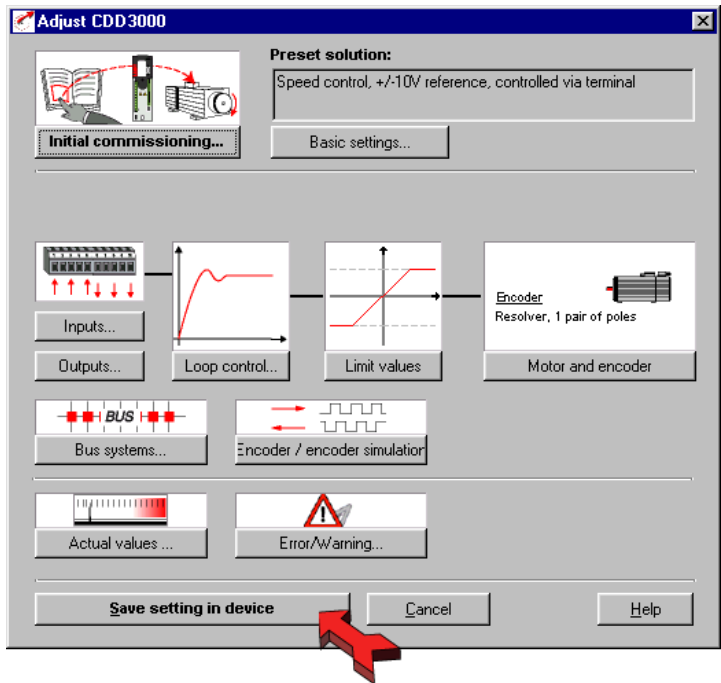 Adjust CDD3000
Preset solution:
Speed control, +/-10V reference, controlled via terminal
Initial commissioning...
Basic settings...
Encoder
Resolver, 1 pair of poles
Inputs...
Outputs...
Loop control...
Limit values
Motor and encoder
BUS
Bus systems...
Encoder / encoder simulation
Actual values ...
Error/Warning...
Save setting in device
Cancel
Help